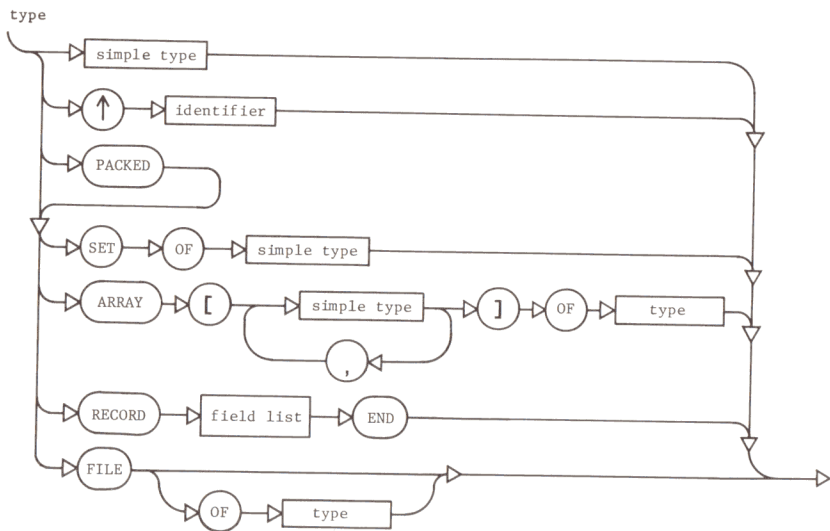 type
simple type
↑ identifier
PACKED
SET OF simple type
ARRAY [ simple type ] OF type
,
RECORD field list END
FILE
OF type